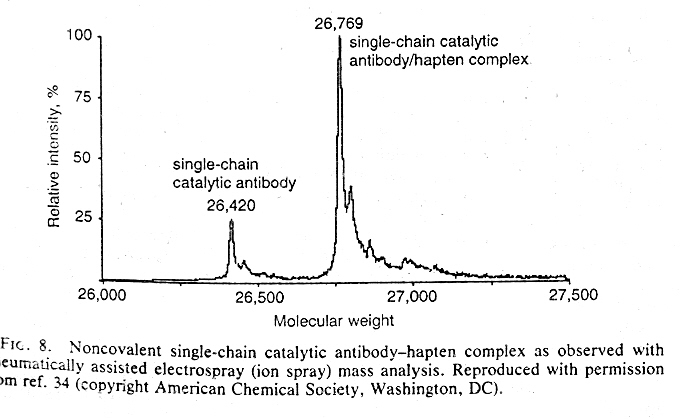 26,769
100
single-chain catalytic
antibody/hapten complex
75
Relative intensity, %
50
single-chain
catalytic antibody
26,420
25
26,000
26,500
27,000
27,500
Molecular weight
FIG. 8. Noncovalent single-chain catalytic antibody–hapten complex as observed with
eumatically assisted electrospray (ion spray) mass analysis. Reproduced with permission
om ref. 34 (copyright American Chemical Society, Washington, DC).